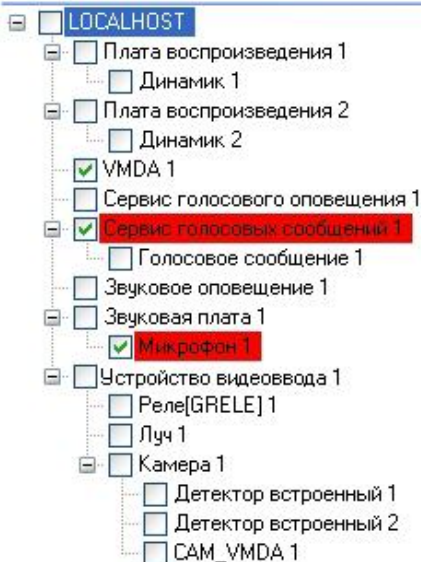 LOCALHOST
Плата воспроизведения 1
Динамик 1
Плата воспроизведения 2
Динамик 2
VMDA 1
Сервис голосового оповещения 1
Сервис голосовых сообщений 1
Голосовое сообщение 1
Звуковое оповещение 1
Звуковая плата 1
Микрофон 1
Устройство видеоввода 1
Реле[GRELE] 1
Луч 1
Камера 1
Детектор встроенный 1
Детектор встроенный 2
CAM_VMDA 1